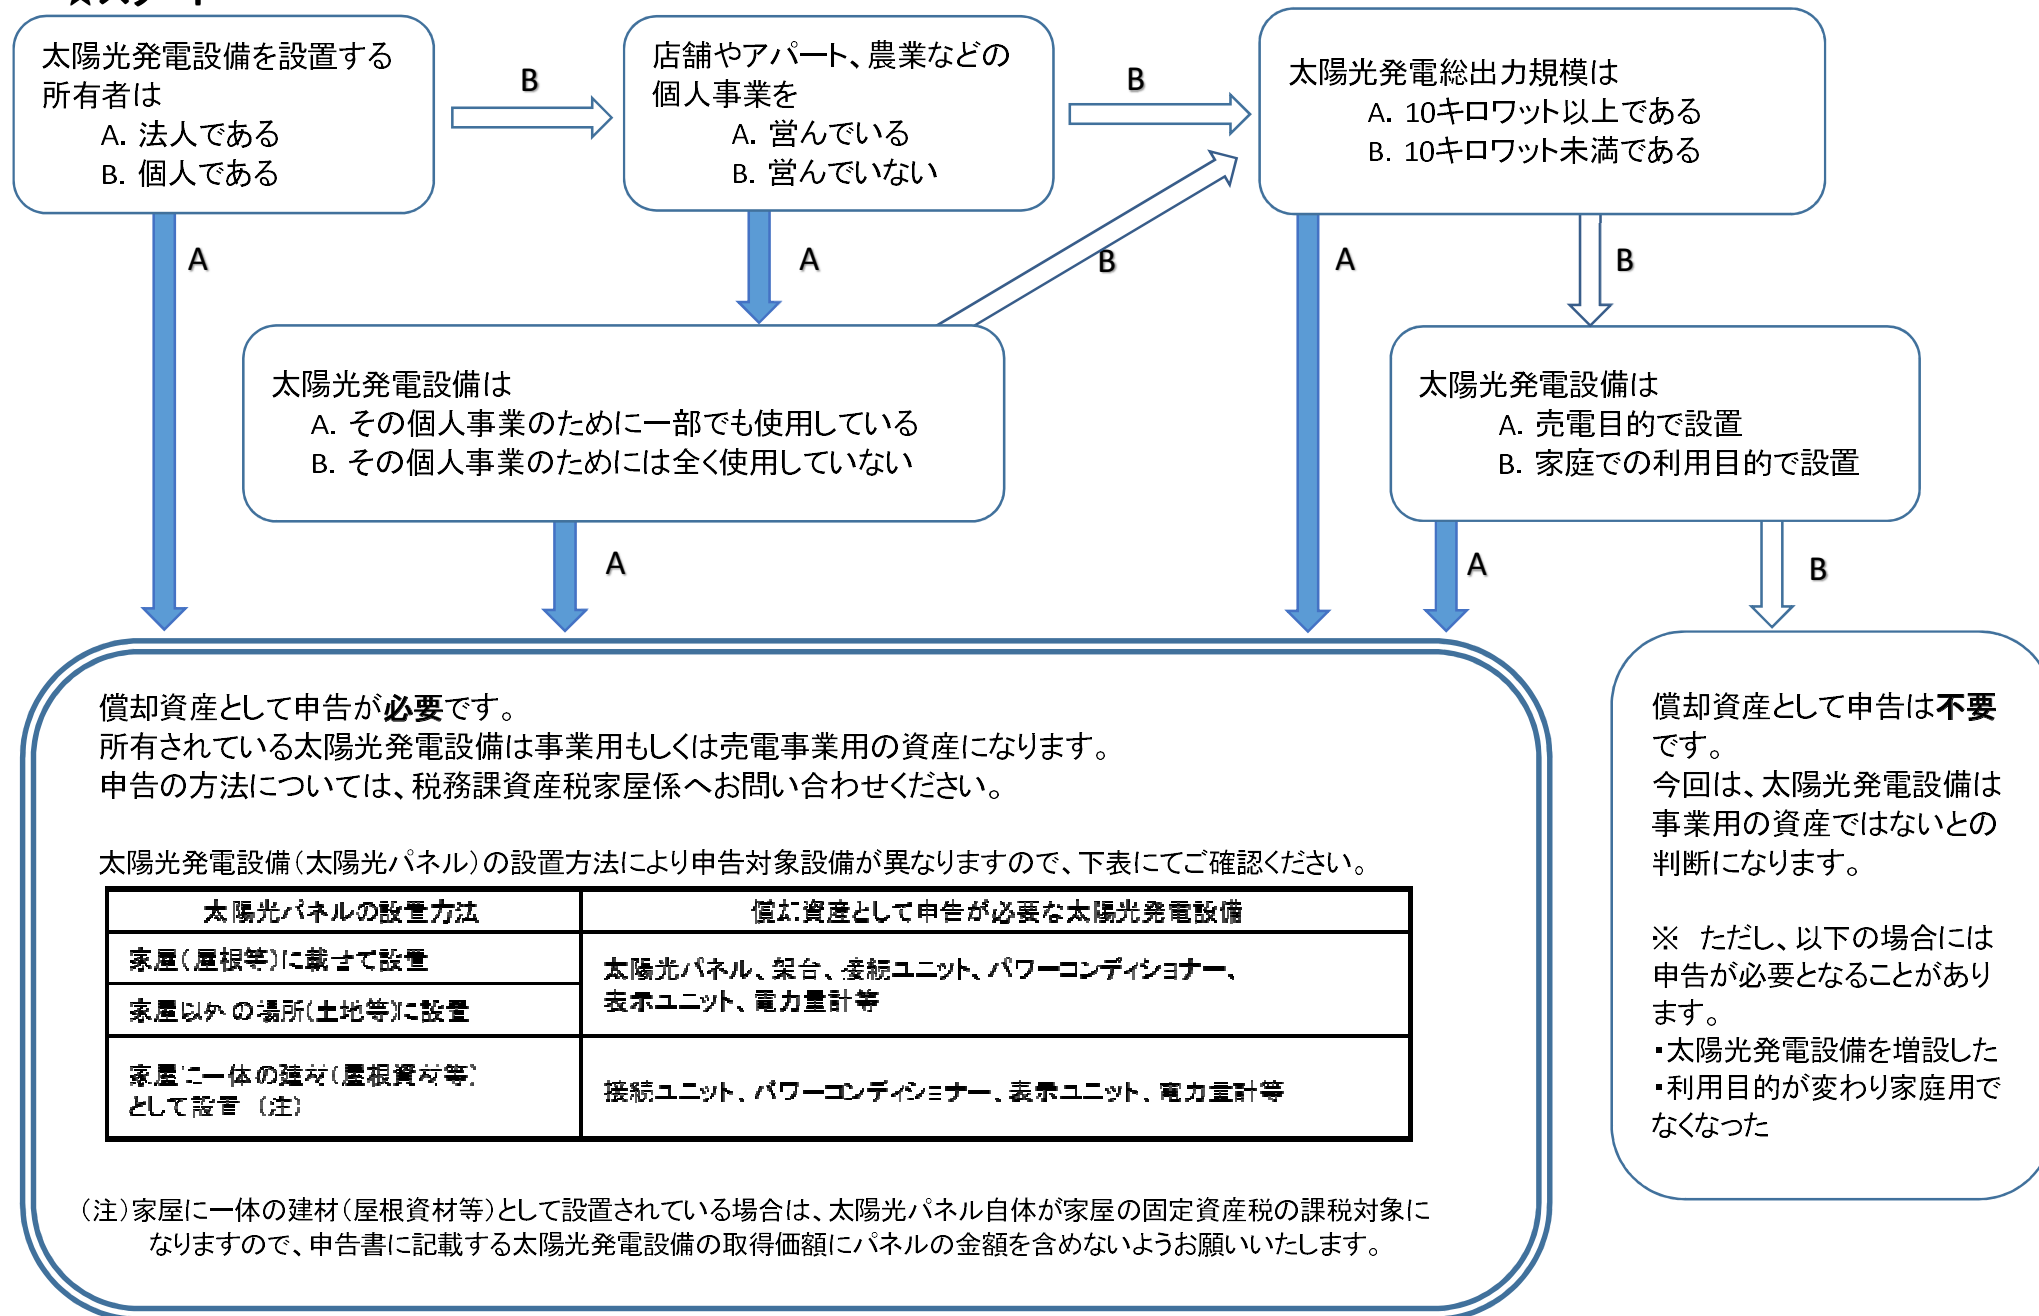 太陽光発電設備を設置する
所有者は
A. 法人である
B. 個人である
B
店舗やアパート、農業などの
個人事業を
A. 営んでいる
B. 営んでいない
B
太陽光発電総出力規模は
A. 10キロワット以上である
B. 10キロワット未満である
A
A
B
A
B
太陽光発電設備は
A. その個人事業のために一部でも使用している
B. その個人事業のためには全く使用していない
太陽光発電設備は
A. 売電目的で設置
B. 家庭での利用目的で設置
A
A
B
償却資産として申告が必要です。
所有されている太陽光発電設備は事業用もしくは売電事業用の資産になります。
申告の方法については、税務課資産税家屋係へお問い合わせください。
太陽光発電設備(太陽光パネル)の設置方法により申告対象設備が異なりますので、下表にてご確認ください。
太陽光パネルの設置方法
償却資産として申告が必要な太陽光発電設備
家屋(屋根等)に載せて設置
太陽光パネル、架台、接続ユニット、パワーコンディショナー、
表示ユニット、電力量計等
家屋以外の場所(土地等)に設置
家屋に一体の建材(屋根資材等)
として設置 (注)
接続ユニット、パワーコンディショナー、表示ユニット、電力量計等
(注)家屋に一体の建材(屋根資材等)として設置されている場合は、太陽光パネル自体が家屋の固定資産税の課税対象に
なりますので、申告書に記載する太陽光発電設備の取得価額にパネルの金額を含めないようお願いいたします。
償却資産として申告は不要
です。
今回は、太陽光発電設備は
事業用の資産ではないとの
判断になります。
※ ただし、以下の場合には
申告が必要となることがあり
ます。
・太陽光発電設備を増設した
・利用目的が変わり家庭用で
なくなった